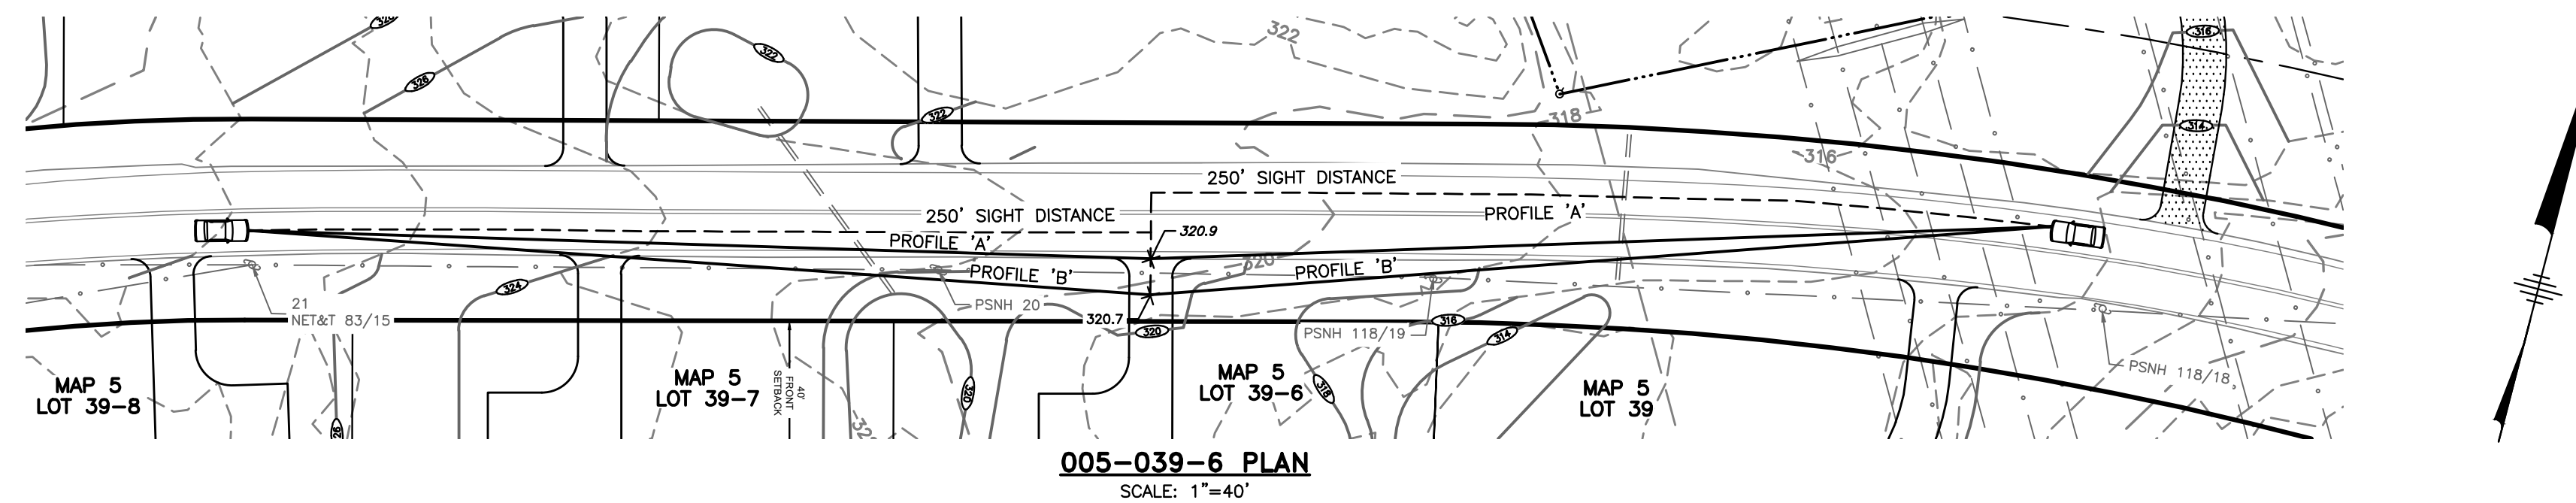 326
322
322
316
326
322
318
314
316
250' SIGHT DISTANCE
250' SIGHT DISTANCE
PROFILE 'A'
320.9
PROFILE 'A'
320
PROFILE 'B'
PROFILE 'B'
324
21
NET&T 83/15
PSNH 20
320.7
320
316
PSNH 118/19
314
PSNH 118/18
MAP 5
LOT 39-8
MAP 5
LOT 39-7
40'
FRONT
SETBACK
320
MAP 5
LOT 39-6
318
MAP 5
LOT 39
005-039-6 PLAN
SCALE: 1"=40'